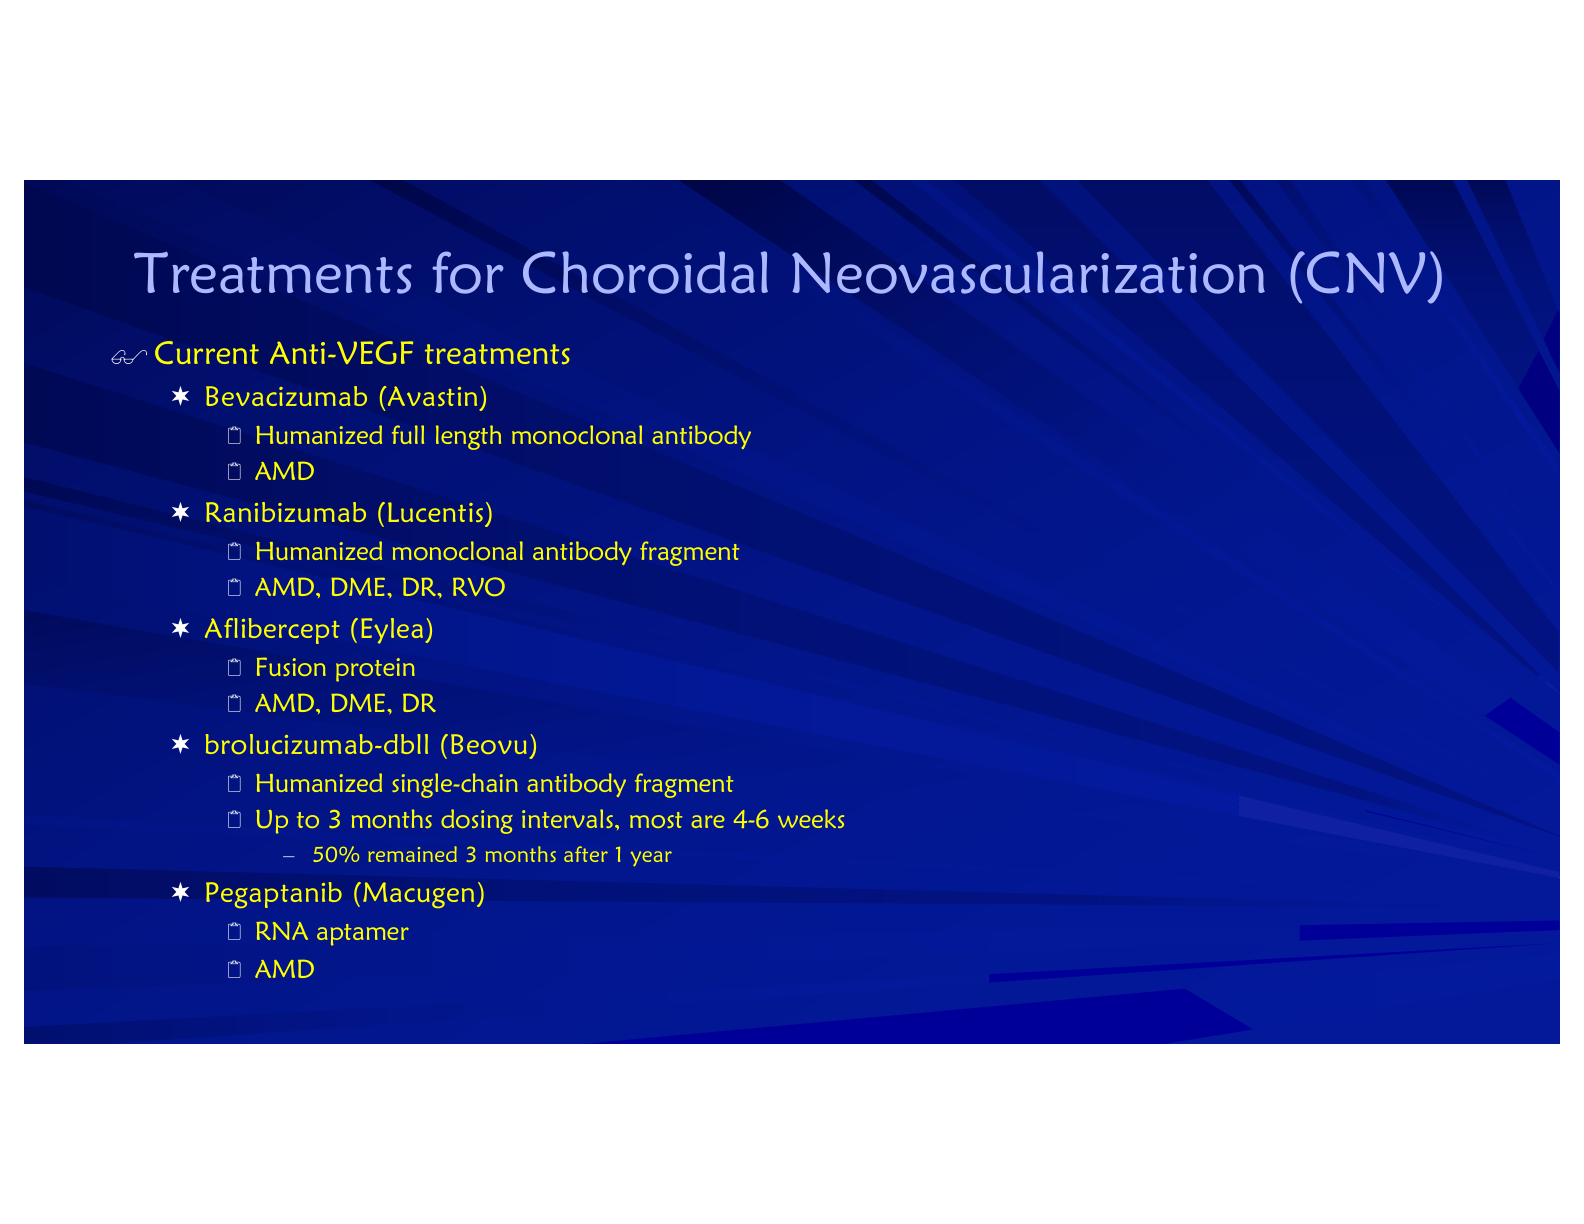 Treatments for Choroidal Neovascularization (CNV)
Current Anti-VEGF treatments
Bevacizumab (Avastin)
Humanized full length monoclonal antibody
AMD
Ranibizumab (Lucentis)
Humanized monoclonal antibody fragment
AMD, DME, DR, RVO
Aflibercept (Eylea)
Fusion protein
AMD, DME, DR
brolucizumab-dbll (Beovu)
Humanized single-chain antibody fragment
Up to 3 months dosing intervals, most are 4-6 weeks
– 50% remained 3 months after 1 year
Pegaptanib (Macugen)
RNA aptamer
AMD